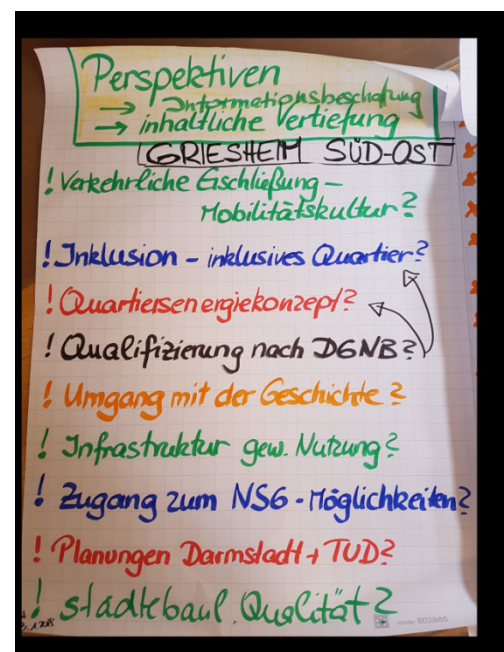 Perspektiven
→ Informationsbeschaffung
→ inhaltliche Vertiefung
GRIESHEIM SÜD-OST
! Verkehrliche Erschließung –
Mobilitätskultur?
! Inklusion – inklusives Quartier?
! Quartiersenergiekonzept?
! Qualifizierung nach DGNB?
! Umgang mit der Geschichte?
! Infrastruktur gew. Nutzung?
! Zugang zum NSG - Möglichkeiten?
! Planungen Darmstadt + TUD?
! städtebaul. Qualität?